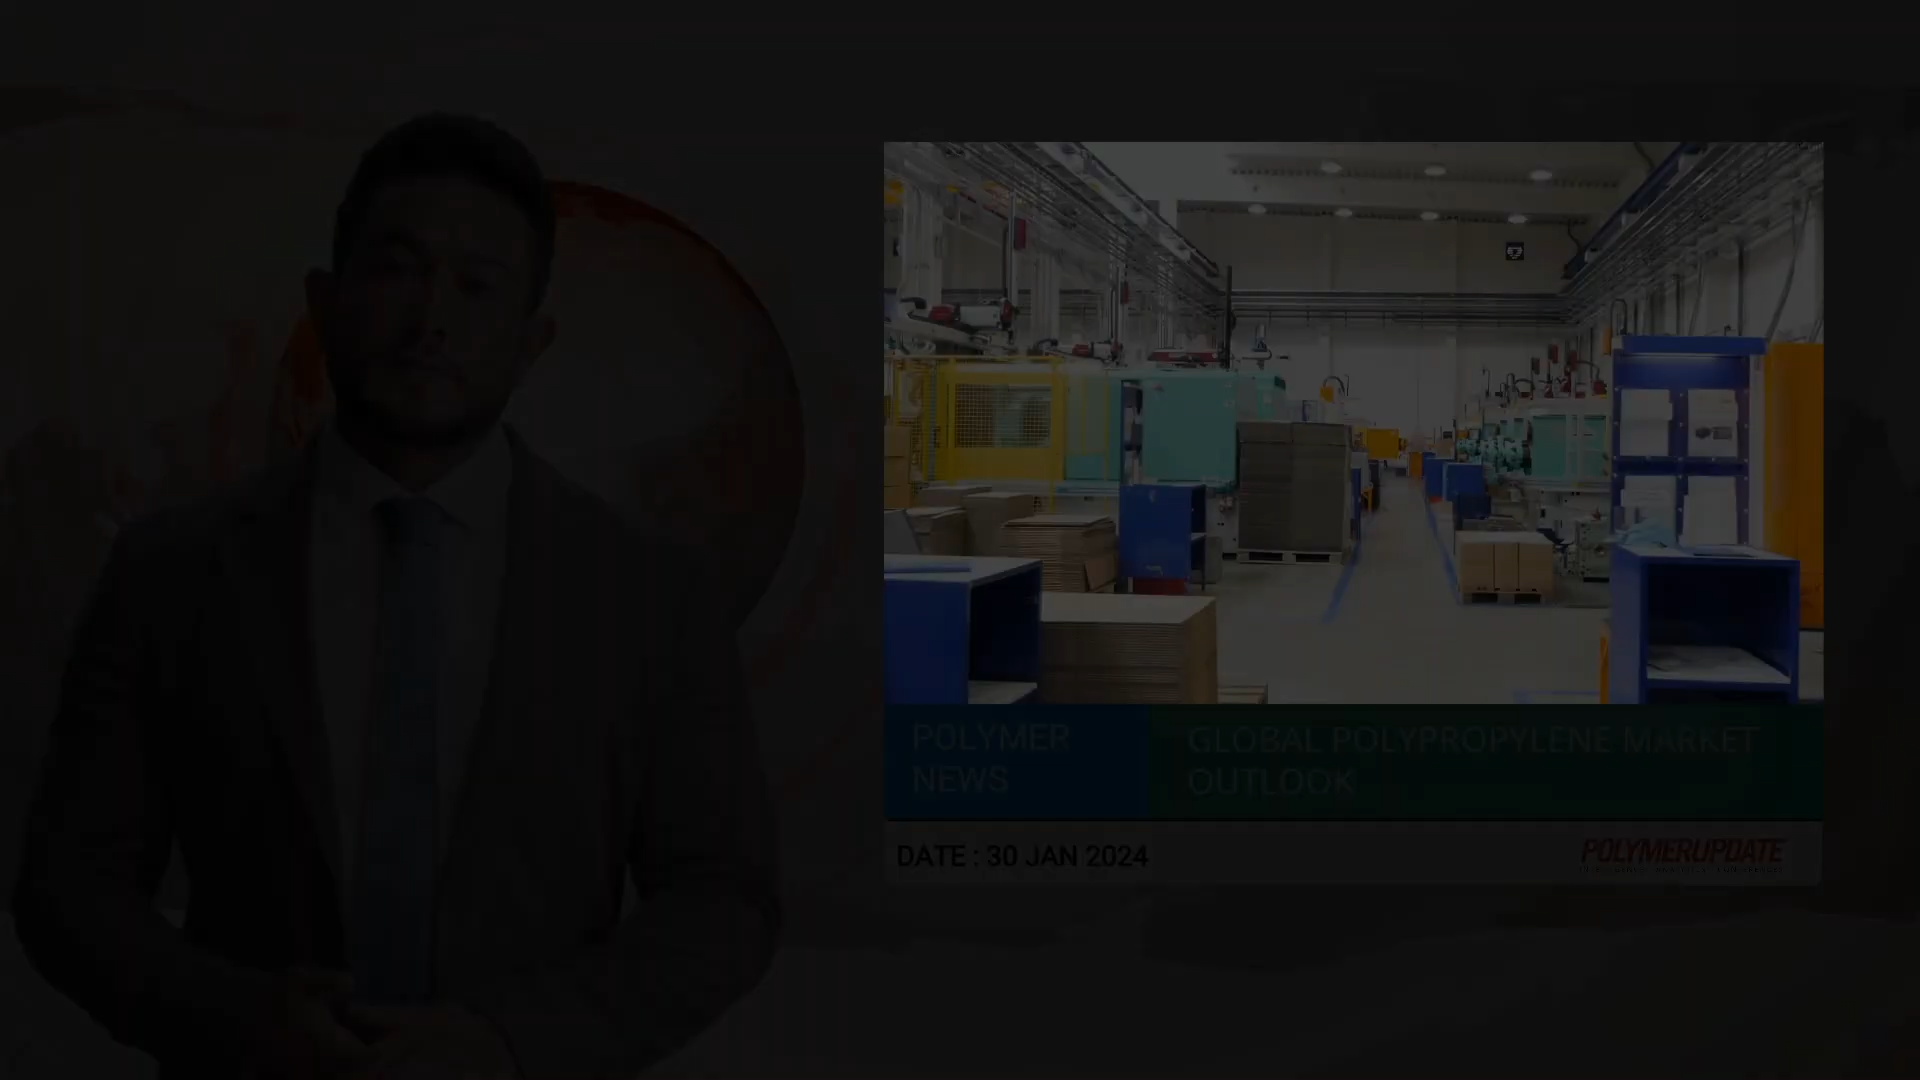 POLYMER
NEWS
GLOBAL POLYPROPYLENE MARKET
OUTLOOK
DATE : 30 JAN 2024
POLYMERUPDATE